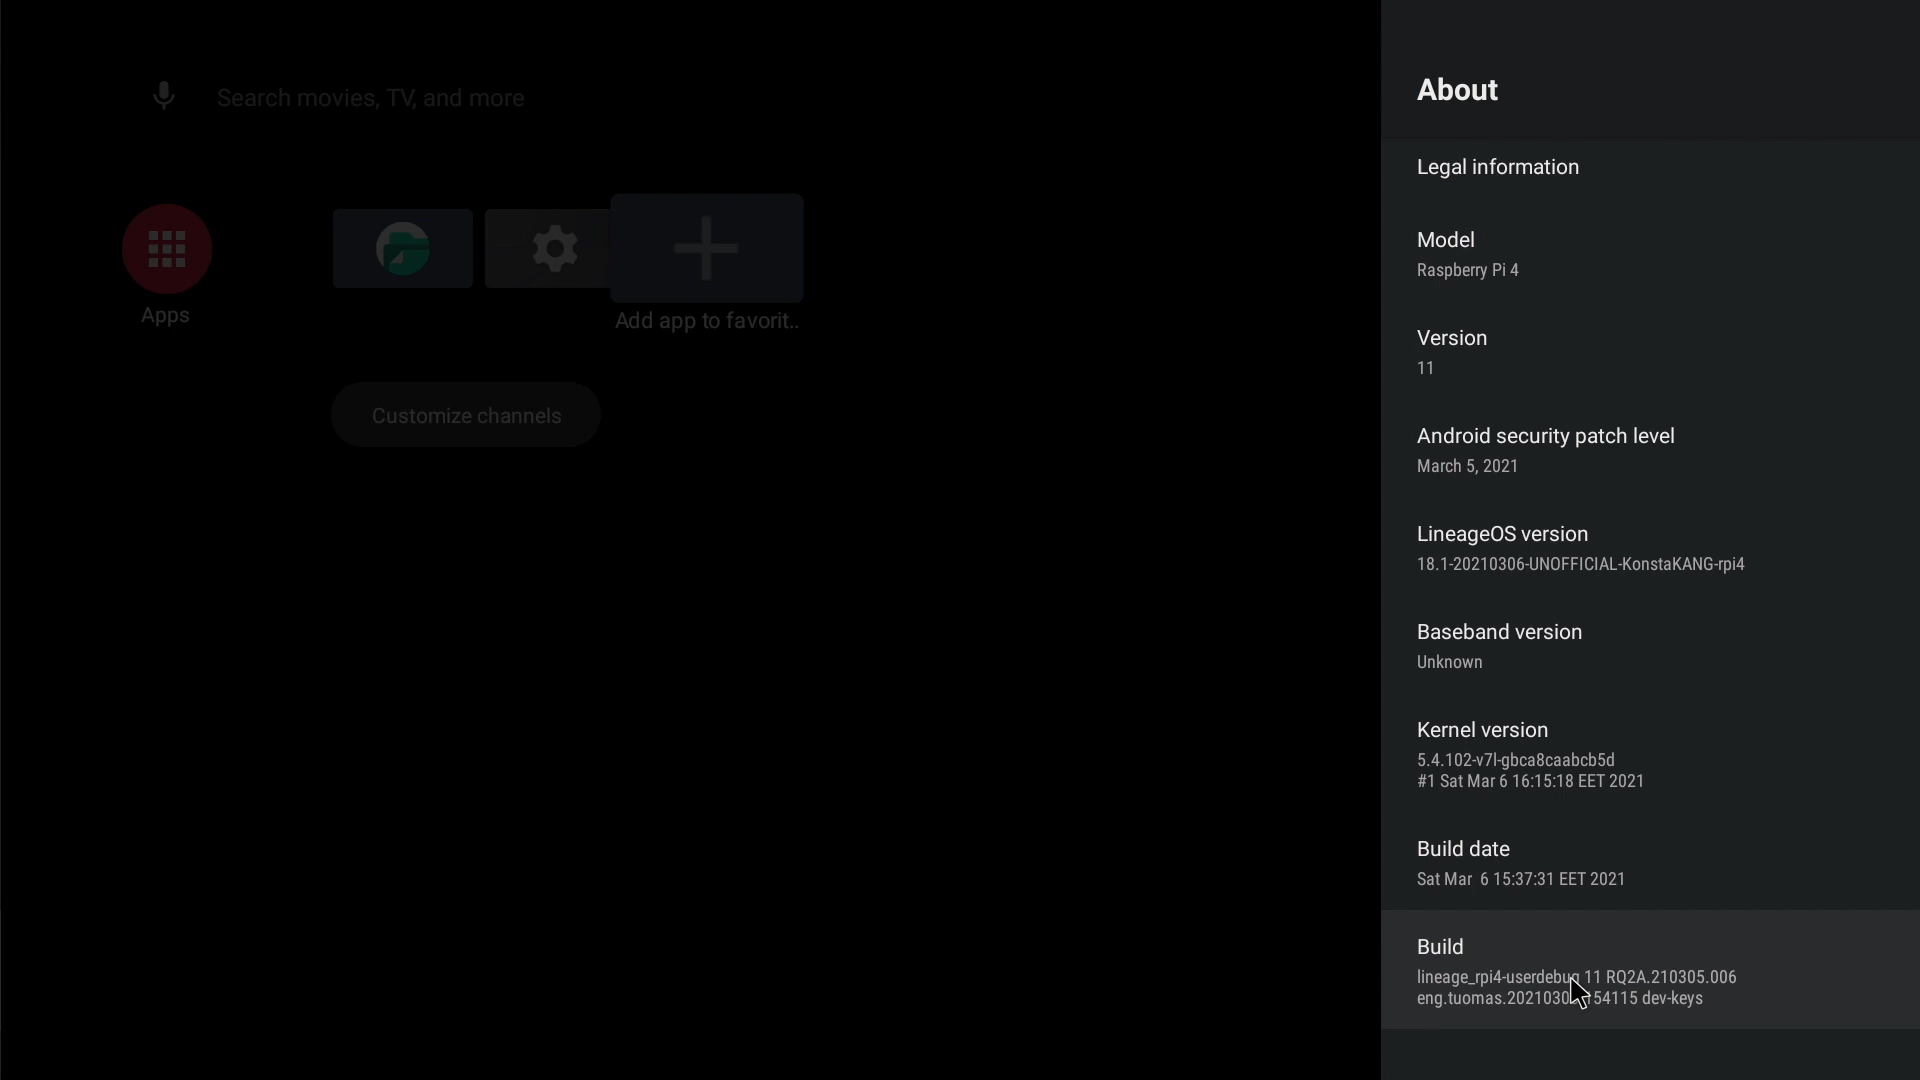 Search movies, TV, and more
Apps
Add app to favorit..
Customize channels
About
Legal information
Model
Raspberry Pi 4
Version
11
Android security patch level
March 5, 2021
LineageOS version
18.1-20210306-UNOFFICIAL-KonstaKANG-rpi4
Baseband version
Unknown
Kernel version
5.4.102-v7l-gbca8caabcb5d
#1 Sat Mar 6 16:15:18 EET 2021
Build date
Sat Mar 6 15:37:31 EET 2021
Build
lineage_rpi4-userdebug 11 RQ2A.210305.006
dev-keys